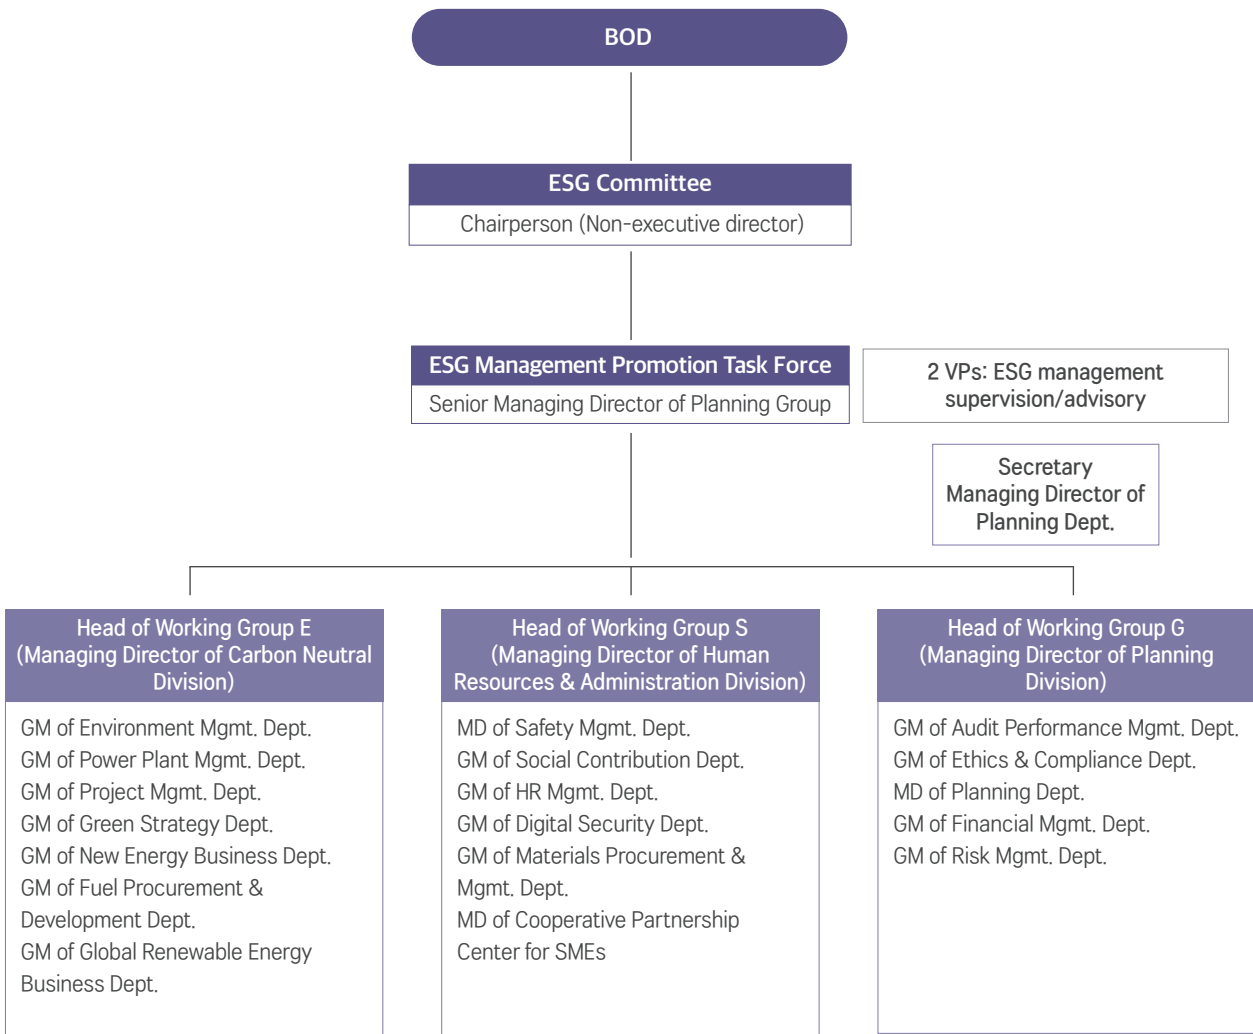 BOD
ESG Committee
Chairperson (Non-executive director)
ESG Management Promotion Task Force
Senior Managing Director of Planning Group
2 VPs: ESG management
supervision/advisory
Secretary
Managing Director of
Planning Dept.
Head of Working Group E
(Managing Director of Carbon Neutral
Division)
GM of Environment Mgmt. Dept.
GM of Power Plant Mgmt. Dept.
GM of Project Mgmt. Dept.
GM of Green Strategy Dept.
GM of New Energy Business Dept.
GM of Fuel Procurement &
Development Dept.
GM of Global Renewable Energy
Business Dept.
Head of Working Group S
(Managing Director of Human
Resources & Administration Division)
MD of Safety Mgmt. Dept.
GM of Social Contribution Dept.
GM of HR Mgmt. Dept.
GM of Digital Security Dept.
GM of Materials Procurement &
Mgmt. Dept.
MD of Cooperative Partnership
Center for SMEs
Head of Working Group G
(Managing Director of Planning
Division)
GM of Audit Performance Mgmt. Dept.
GM of Ethics & Compliance Dept.
MD of Planning Dept.
GM of Financial Mgmt. Dept.
GM of Risk Mgmt. Dept.